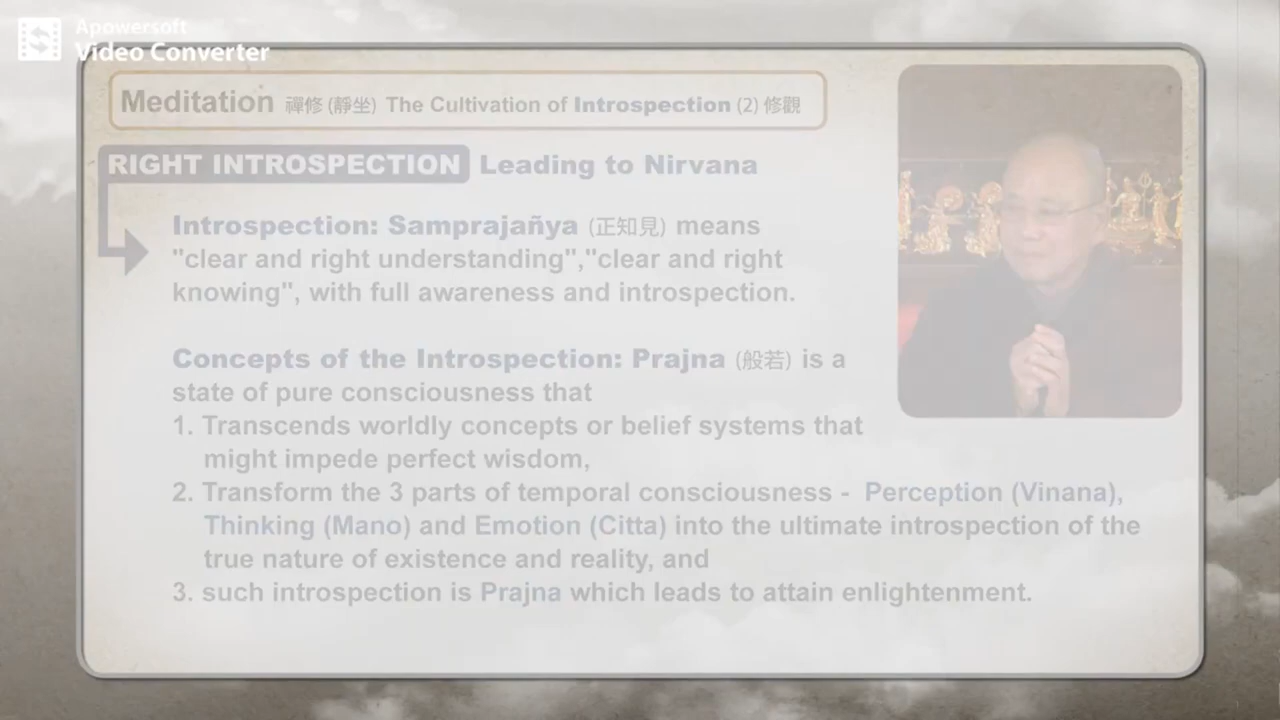 Apowersoft
Video Converter
Meditation 禪修 (靜坐) The Cultivation of Introspection (2) 修觀
RIGHT INTROSPECTION Leading to Nirvana
Introspection: Samprajañya (正知見) means
"clear and right understanding","clear and right
knowing", with full awareness and introspection.
Concepts of the Introspection: Prajna (般若) is a
state of pure consciousness that
1. Transcends worldly concepts or belief systems that
might impede perfect wisdom,
2. Transform the 3 parts of temporal consciousness - Perception (Vinana),
Thinking (Mano) and Emotion (Citta) into the ultimate introspection of the
true nature of existence and reality, and
3. such introspection is Prajna which leads to attain enlightenment.